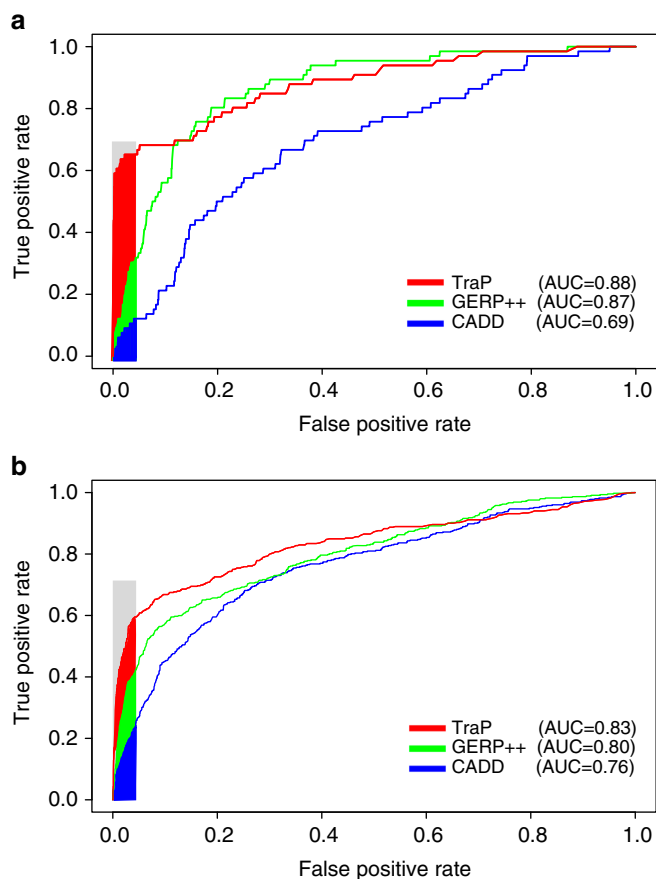 a
1.0
0.8
0.6
0.4
0.2
0.0
True positive rate
TraP (AUC=0.88)
GERP++ (AUC=0.87)
CADD (AUC=0.69)
0.0 0.2 0.4 0.6 0.8 1.0
False positive rate
b
1.0
0.8
0.6
0.4
0.2
0.0
True positive rate
TraP (AUC=0.83)
GERP++ (AUC=0.80)
CADD (AUC=0.76)
0.0 0.2 0.4 0.6 0.8 1.0
False positive rate